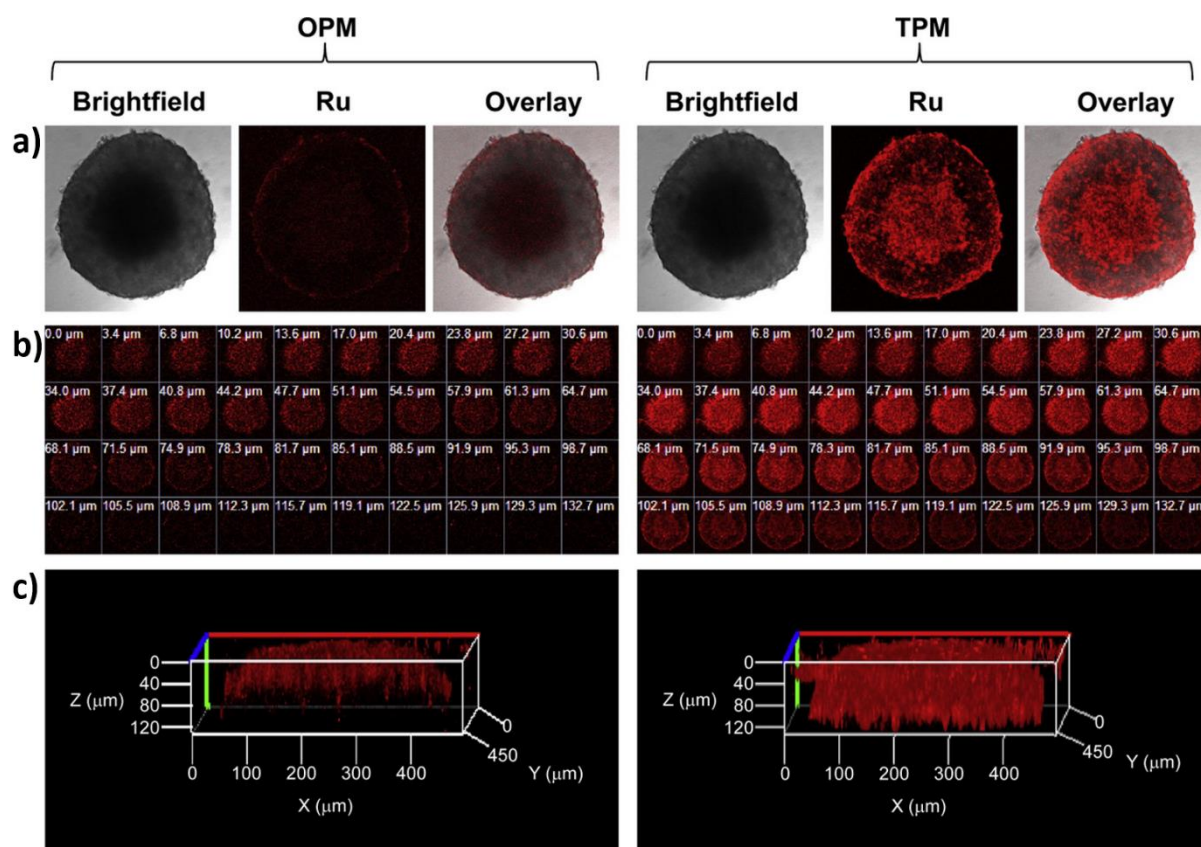 OPM TPM
Brightfield Ru Overlay Brightfield Ru Overlay
a)
b)
0.0 µm 3.4 µm 6.8 µm 10.2 µm 13.6 µm 17.0 µm 20.4 µm 23.8 µm 27.2 µm 30.6 µm 0.0 µm 3.4 µm 6.8 µm 10.2 µm 13.6 µm 17.0 µm 20.4 µm 23.8 µm 27.2 µm 30.6 µm
34.0 µm 37.4 µm 40.8 µm 44.2 µm 47.7 µm 51.1 µm 54.5 µm 57.9 µm 61.3 µm 64.7 µm 34.0 µm 37.4 µm 40.8 µm 44.2 µm 47.7 µm 51.1 µm 54.5 µm 57.9 µm 61.3 µm 64.7 µm
68.1 µm 71.5 µm 74.9 µm 78.3 µm 81.7 µm 85.1 µm 88.5 µm 91.9 µm 95.3 µm 98.7 µm 68.1 µm 71.5 µm 74.9 µm 78.3 µm 81.7 µm 85.1 µm 88.5 µm 91.9 µm 95.3 µm 98.7 µm
102.1 µm 105.5 µm 108.9 µm 112.3 µm 115.7 µm 119.1 µm 122.5 µm 125.9 µm 129.3 µm 132.7 µm 102.1 µm 105.5 µm 108.9 µm 112.3 µm 115.7 µm 119.1 µm 122.5 µm 125.9 µm 129.3 µm 132.7 µm
c)
0 0
Z (µm) 40 Z (µm) 40
80 0 80 0
120 450 120 450
Y (µm) Y (µm)
0 100 200 300 400 0 100 200 300 400
X (µm) X (µm)